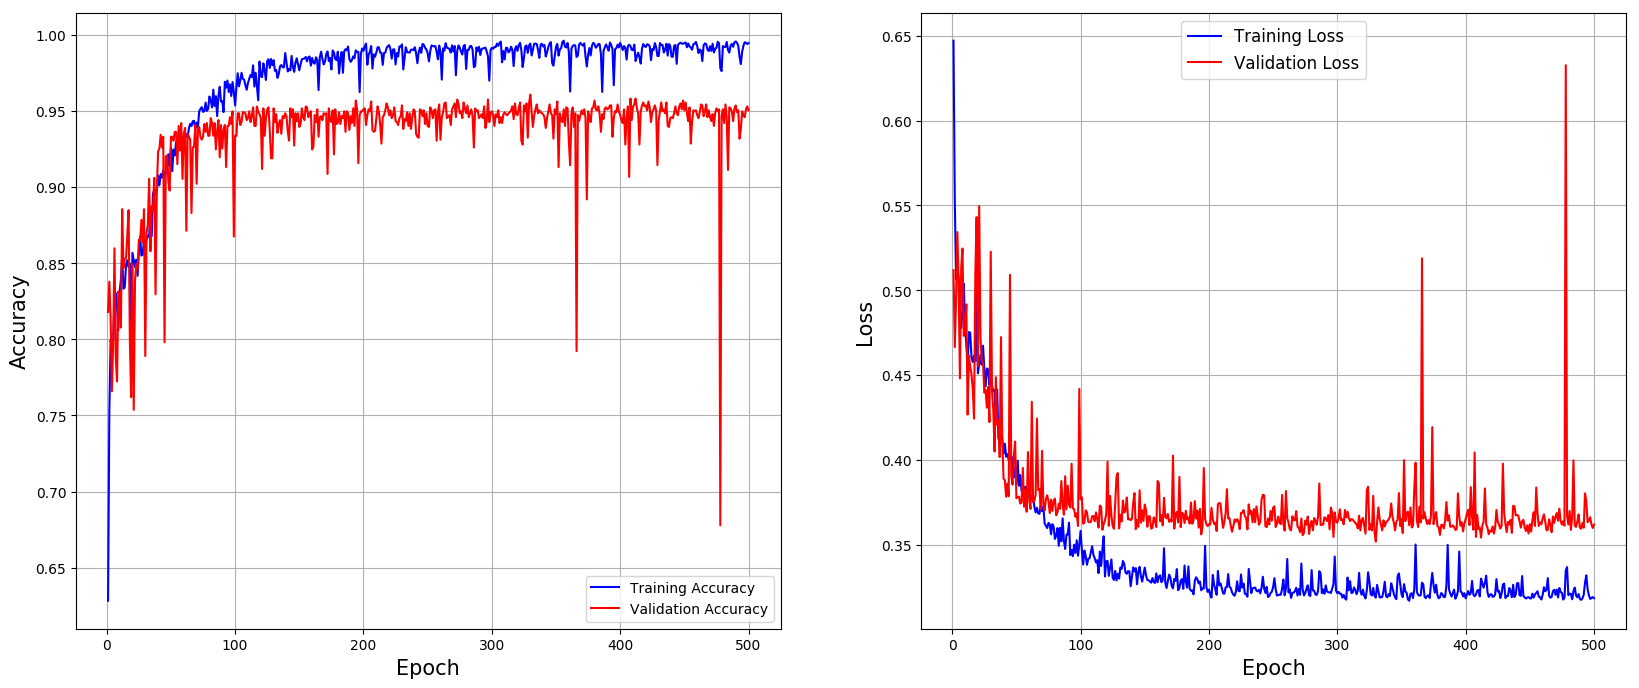 1.00
0.95
0.90
0.85
0.80
0.75
0.70
0.65
Accuracy
0 100 200 300 400 500
Epoch
Training Accuracy
Validation Accuracy
0.65
0.60
0.55
0.50
0.45
0.40
0.35
Loss
0 100 200 300 400 500
Epoch
Training Loss
Validation Loss